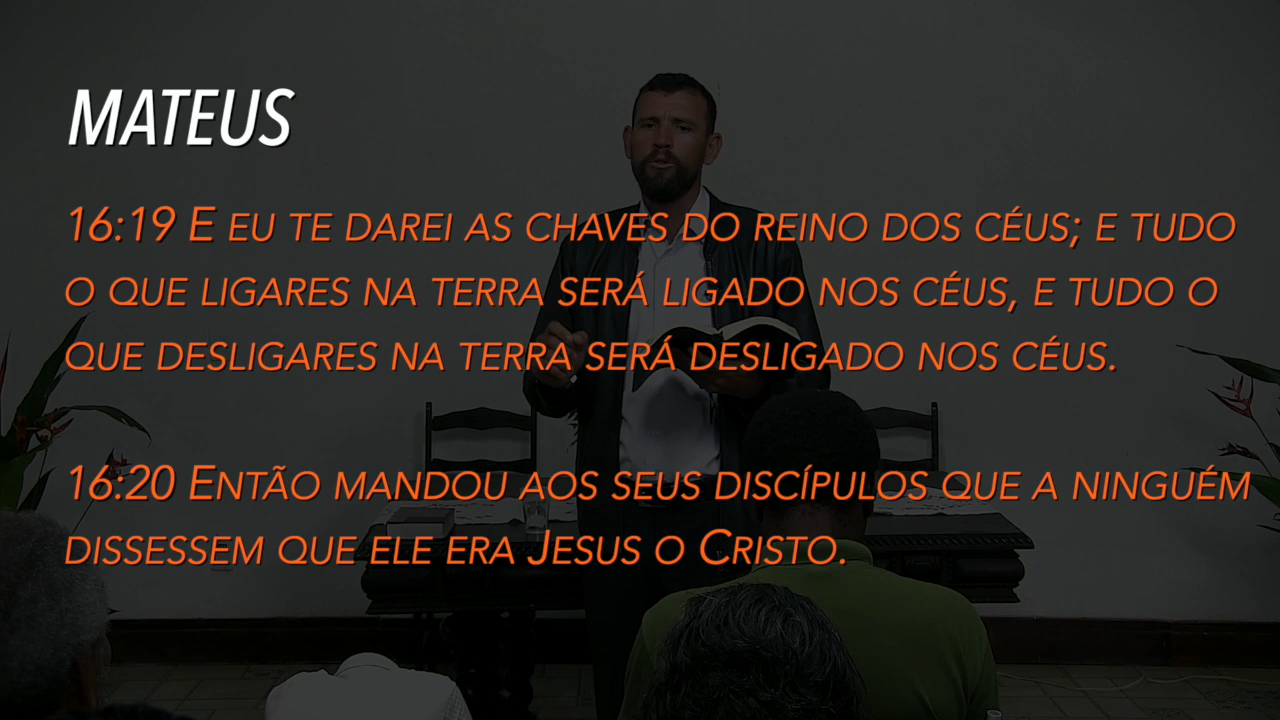 MATEUS
16:19 E EU TE DAREI AS CHAVES DO REINO DOS CÉUS; E TUDO
O QUE LIGARES NA TERRA SERÁ LIGADO NOS CÉUS, E TUDO O
QUE DESLIGARES NA TERRA SERÁ DESLIGADO NOS CÉUS.
16:20 ENTÃO MANDOU AOS SEUS DISCÍPULOS QUE A NINGUÉM
DISSESSEM QUE ELE ERA JESUS O CRISTO.